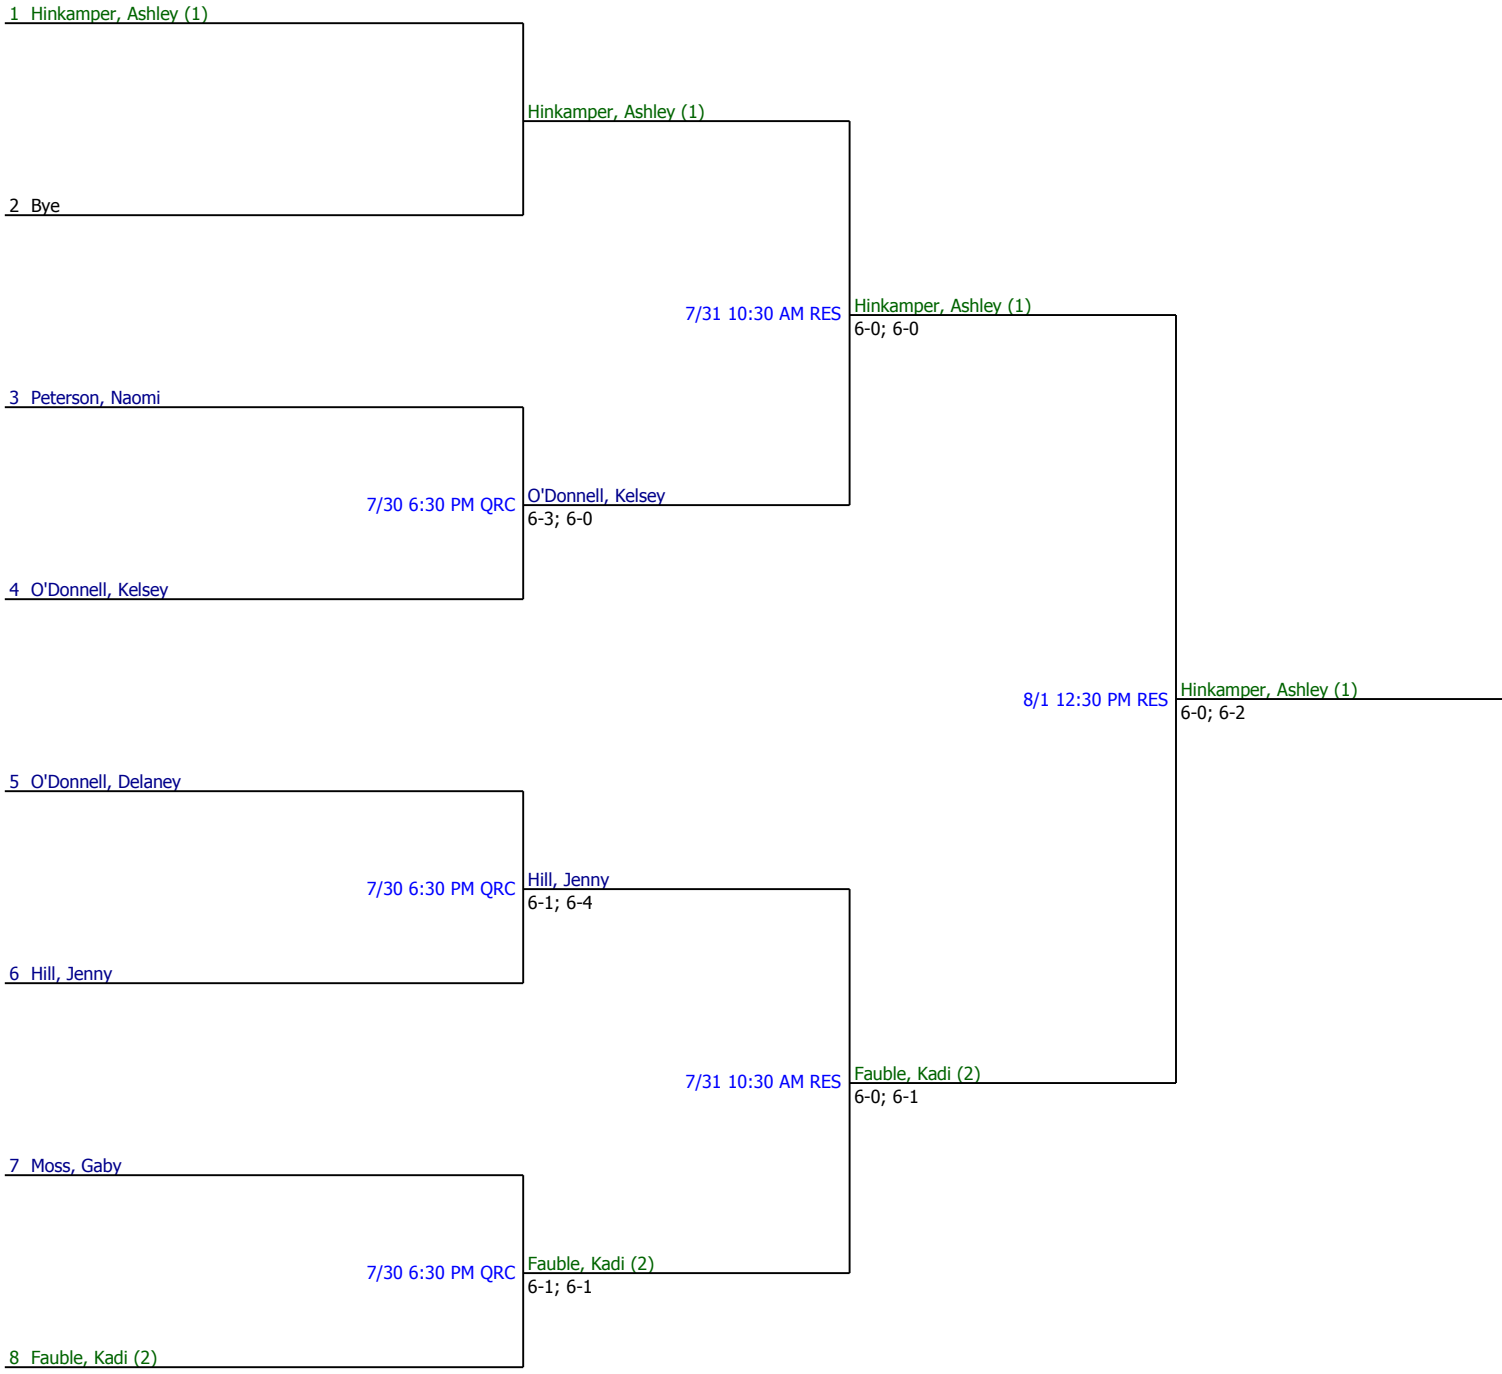 1 Hinkamper, Ashley (1)
Hinkamper, Ashley (1)
2 Bye
7/31 10:30 AM RES
Hinkamper, Ashley (1)
6-0; 6-0
3 Peterson, Naomi
7/30 6:30 PM QRC
O'Donnell, Kelsey
6-3; 6-0
4 O'Donnell, Kelsey
8/1 12:30 PM RES
Hinkamper, Ashley (1)
6-0; 6-2
5 O'Donnell, Delaney
7/30 6:30 PM QRC
Hill, Jenny
6-1; 6-4
6 Hill, Jenny
7/31 10:30 AM RES
Fauble, Kadi (2)
6-0; 6-1
7 Moss, Gaby
7/30 6:30 PM QRC
Fauble, Kadi (2)
6-1; 6-1
8 Fauble, Kadi (2)